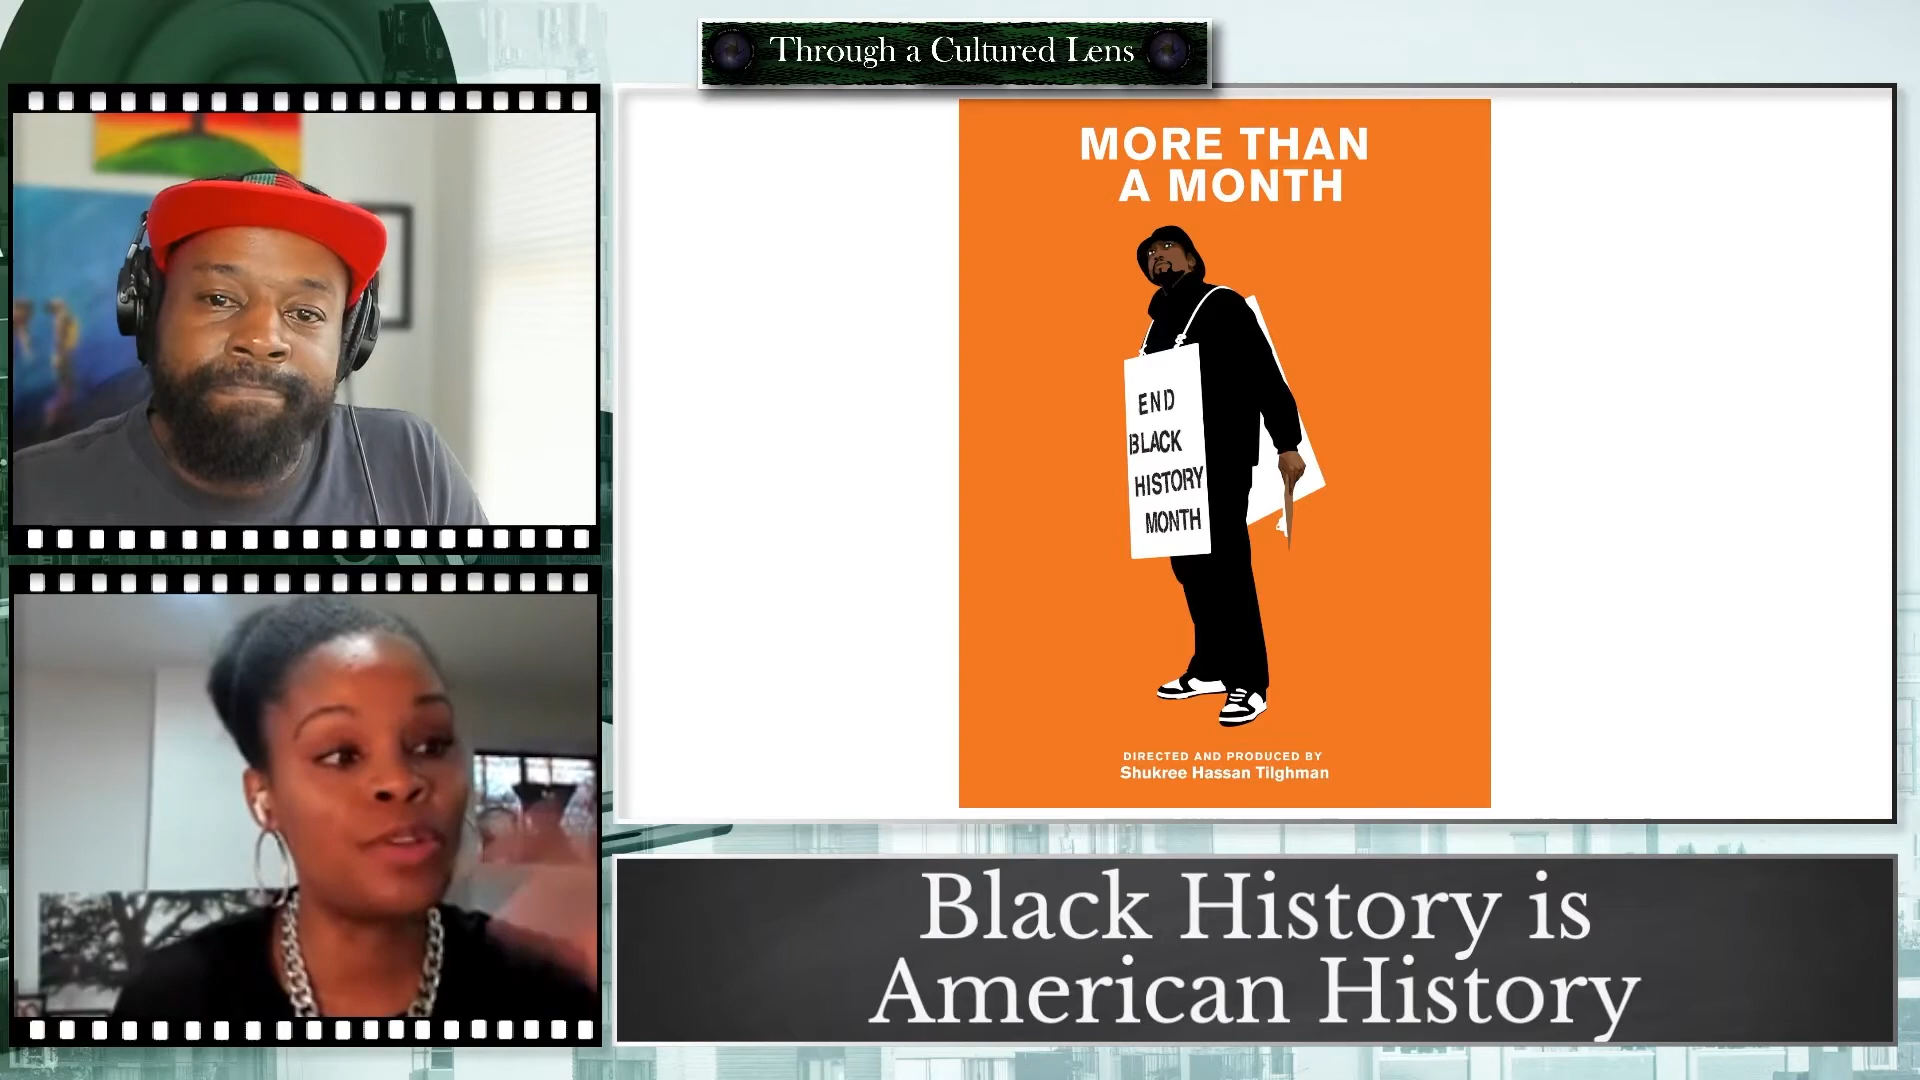 Through a Cultured Lens
MORE THAN
A MONTH
END
BLACK
HISTORY
MONTH
DIRECTED AND PRODUCED BY
Shukree Hassan Tilghman
Black History is
American History